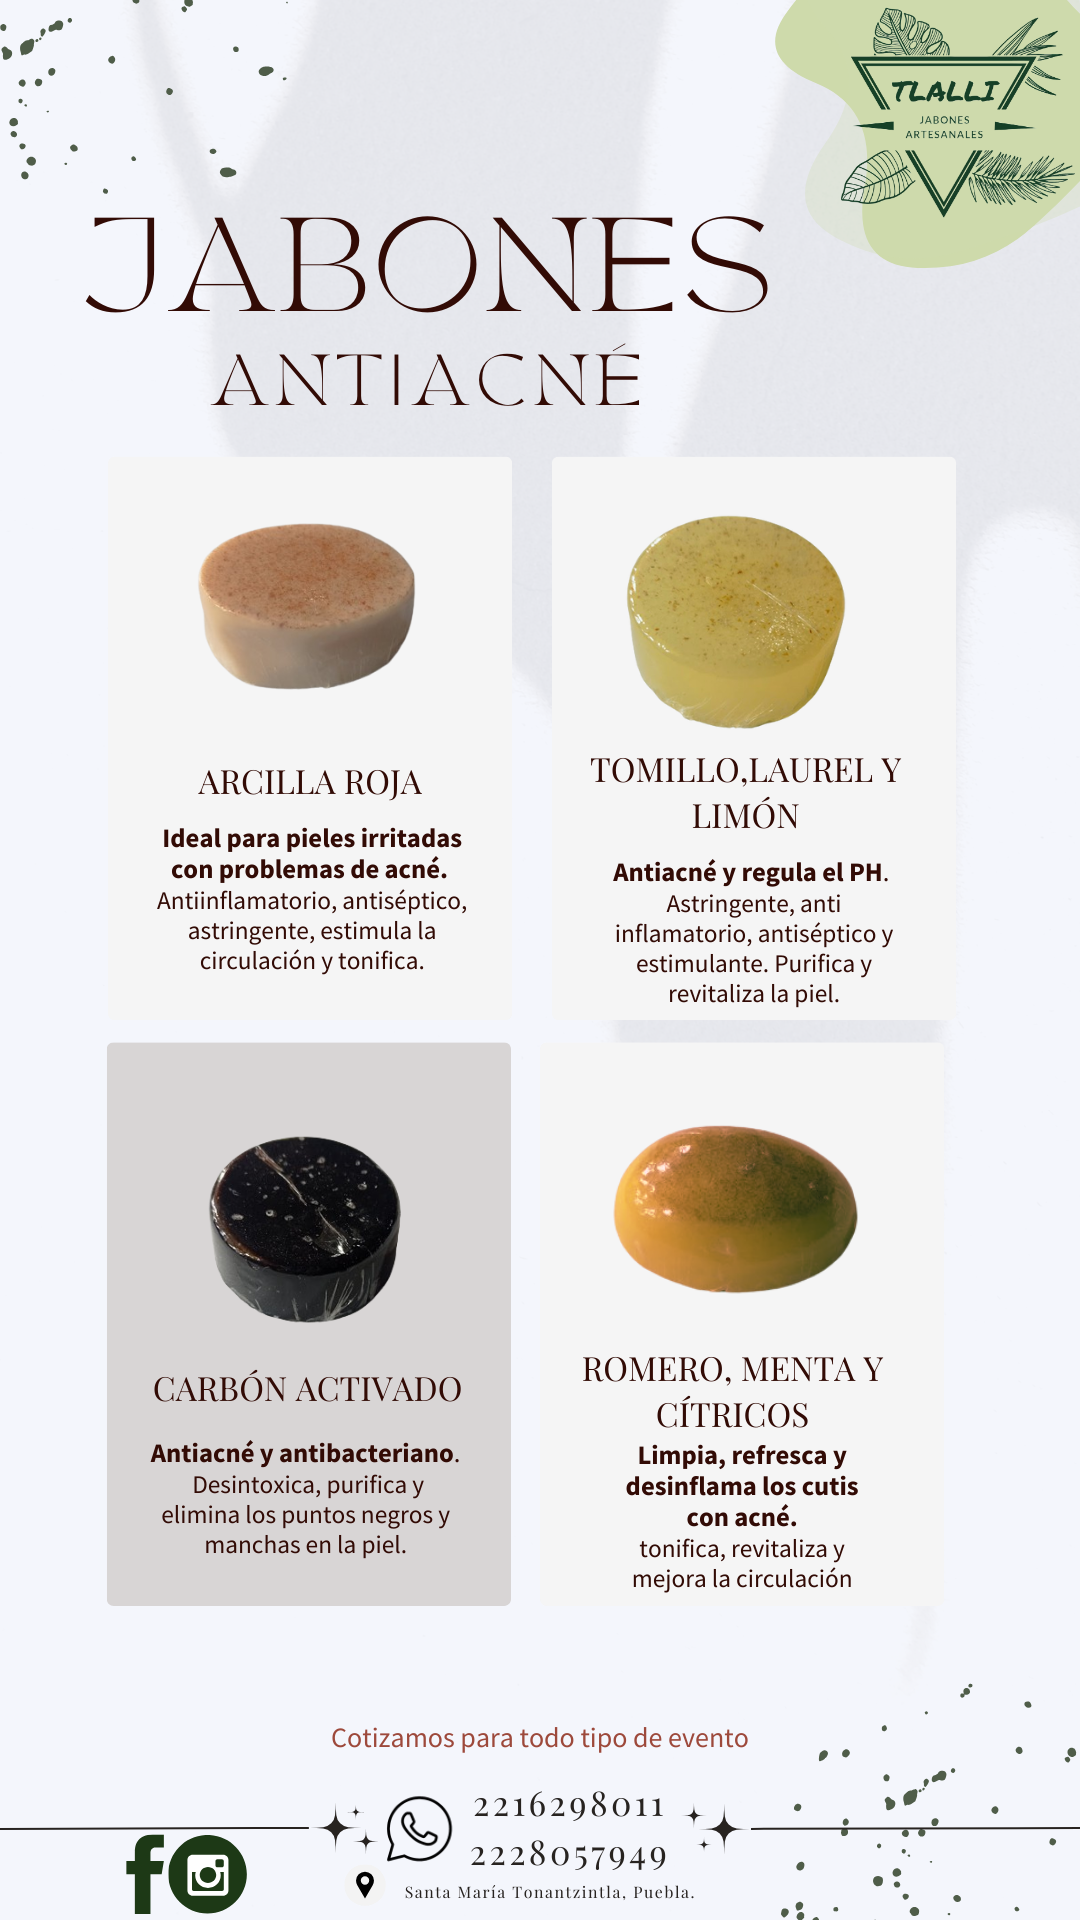 TLALLI
JABONES
ARTESANALES
JABONES
ANTIACNÉ
ARCILLA ROJA
Ideal para pieles irritadas
con problemas de acné.
Antiinflamatorio, antiséptico,
astringente, estimula la
circulación y tonifica.
TOMILLO,LAUREL Y
LIMÓN
Antiacné y regula el PH.
Astringente, anti
inflamatorio, antiséptico y
estimulante. Purifica y
revitaliza la piel.
CARBÓN ACTIVADO
Antiacné y antibacteriano.
Desintoxica, purifica y
elimina los puntos negros y
manchas en la piel.
ROMERO, MENTA Y
CÍTRICOS
Limpia, refresca y
desinflama los cutis
con acné.
tonifica, revitaliza y
mejora la circulación
Cotizamos para todo tipo de evento
2216298011
2228057949
Santa María Tonantzintla, Puebla.